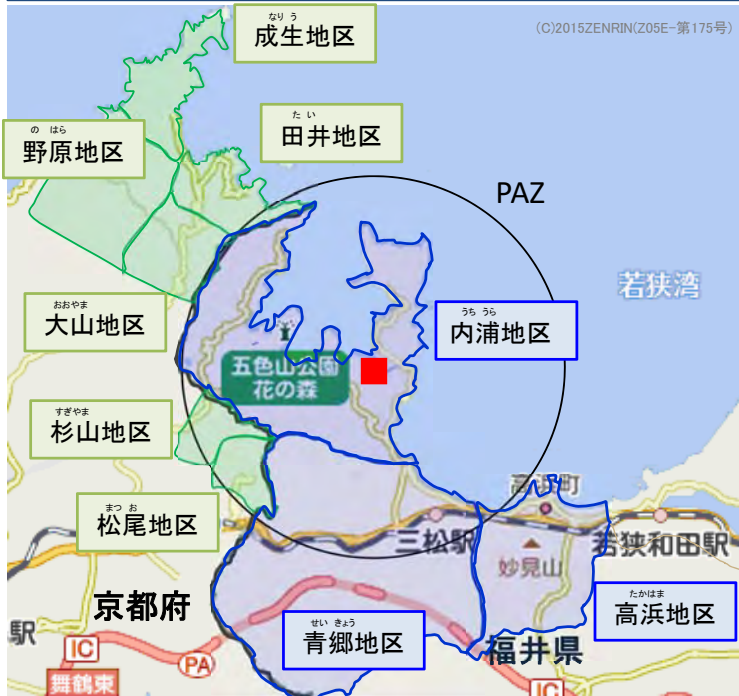 (C)2015ZENRIN(Z05E-第175号)
なりう
成生地区
たい
田井地区
の はら
野原地区
PAZ
若狭湾
おおやま
大山地区
うち うら
内浦地区
五色山公園
花の森
すぎやま
杉山地区
高浜町
まつ お
松尾地区
三松駅
若狭和田駅
妙見山
京都府
たかはま
高浜地区
せい きょう
青郷地区
福井県
駅
IC
PA
舞鶴東
IC